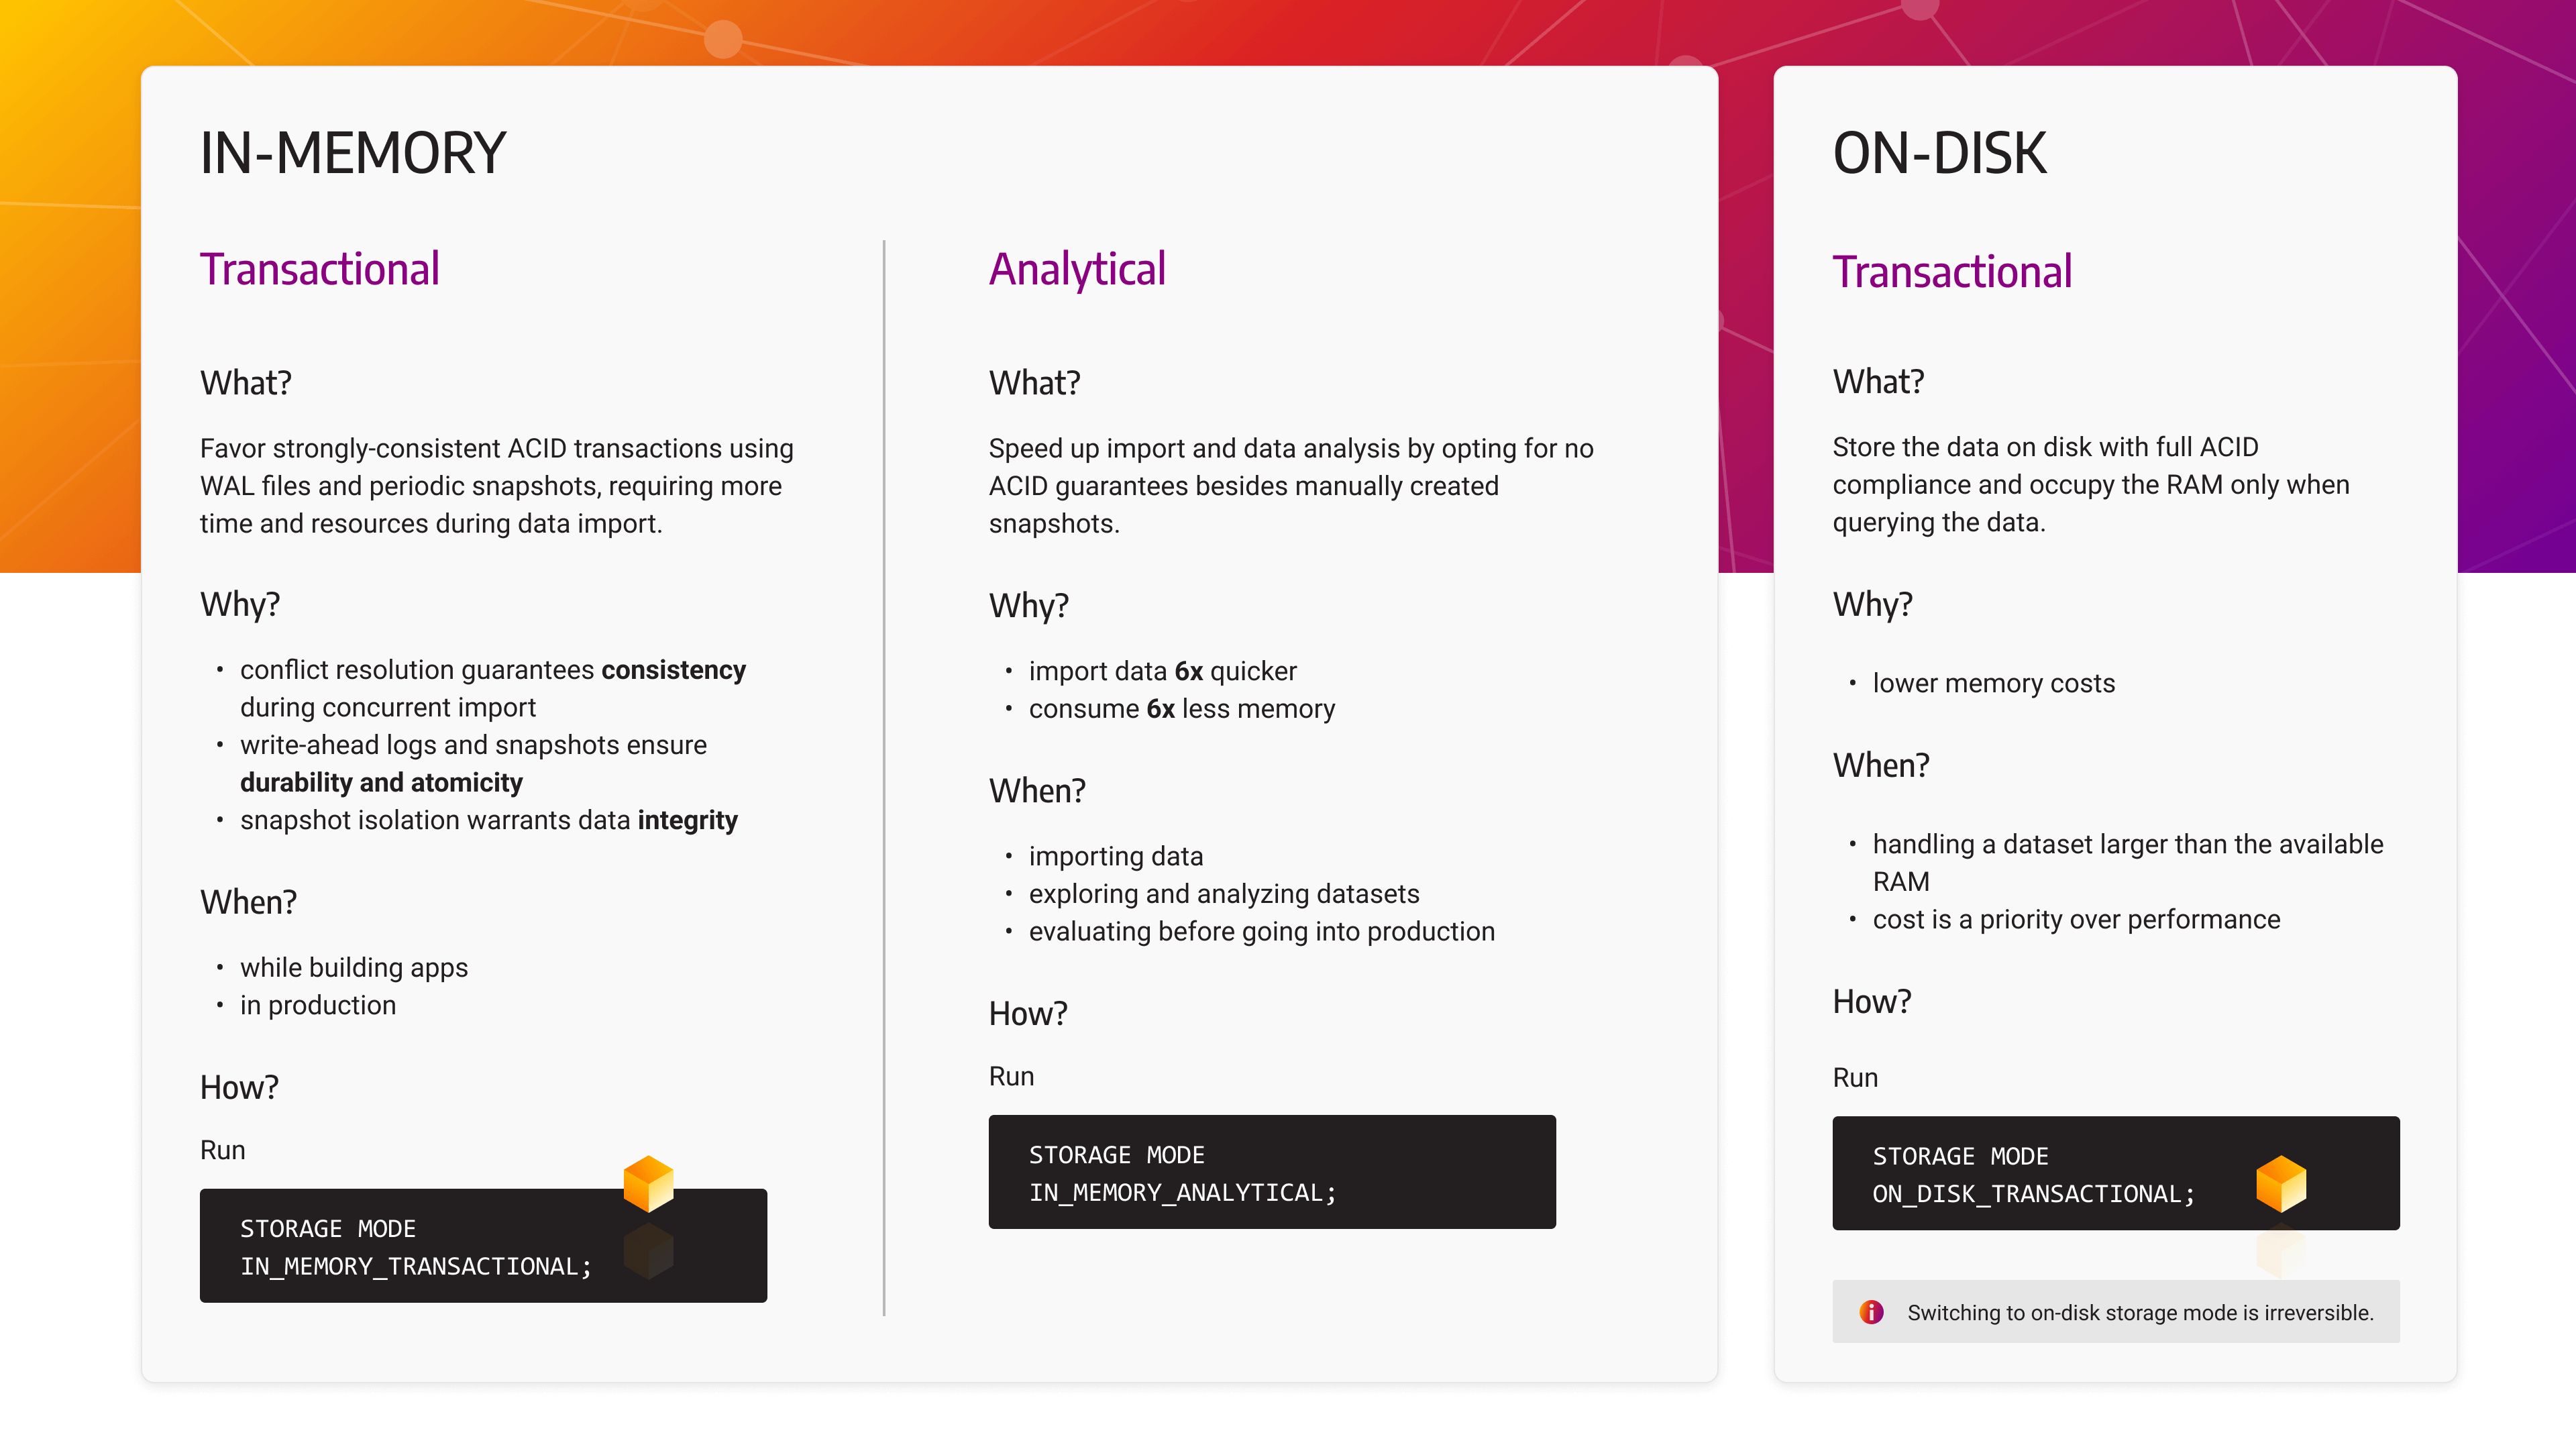 IN-MEMORY
Transactional
What?
Favor strongly-consistent ACID transactions using
WAL files and periodic snapshots, requiring more
time and resources during data import.
Why?
• conflict resolution guarantees consistency
during concurrent import
• write-ahead logs and snapshots ensure
durability and atomicity
• snapshot isolation warrants data integrity
When?
• while building apps
• in production
How?
Run
STORAGE MODE
IN_MEMORY_TRANSACTIONAL;
Analytical
What?
Speed up import and data analysis by opting for no
ACID guarantees besides manually created
snapshots.
Why?
• import data 6x quicker
• consume 6x less memory
When?
• importing data
• exploring and analyzing datasets
• evaluating before going into production
How?
Run
STORAGE MODE
IN_MEMORY_ANALYTICAL;
ON-DISK
Transactional
What?
Store the data on disk with full ACID
compliance and occupy the RAM only when
querying the data.
Why?
• lower memory costs
When?
• handling a dataset larger than the available
RAM
• cost is a priority over performance
How?
Run
STORAGE MODE
ON_DISK_TRANSACTIONAL;
Switching to on-disk storage mode is irreversible.